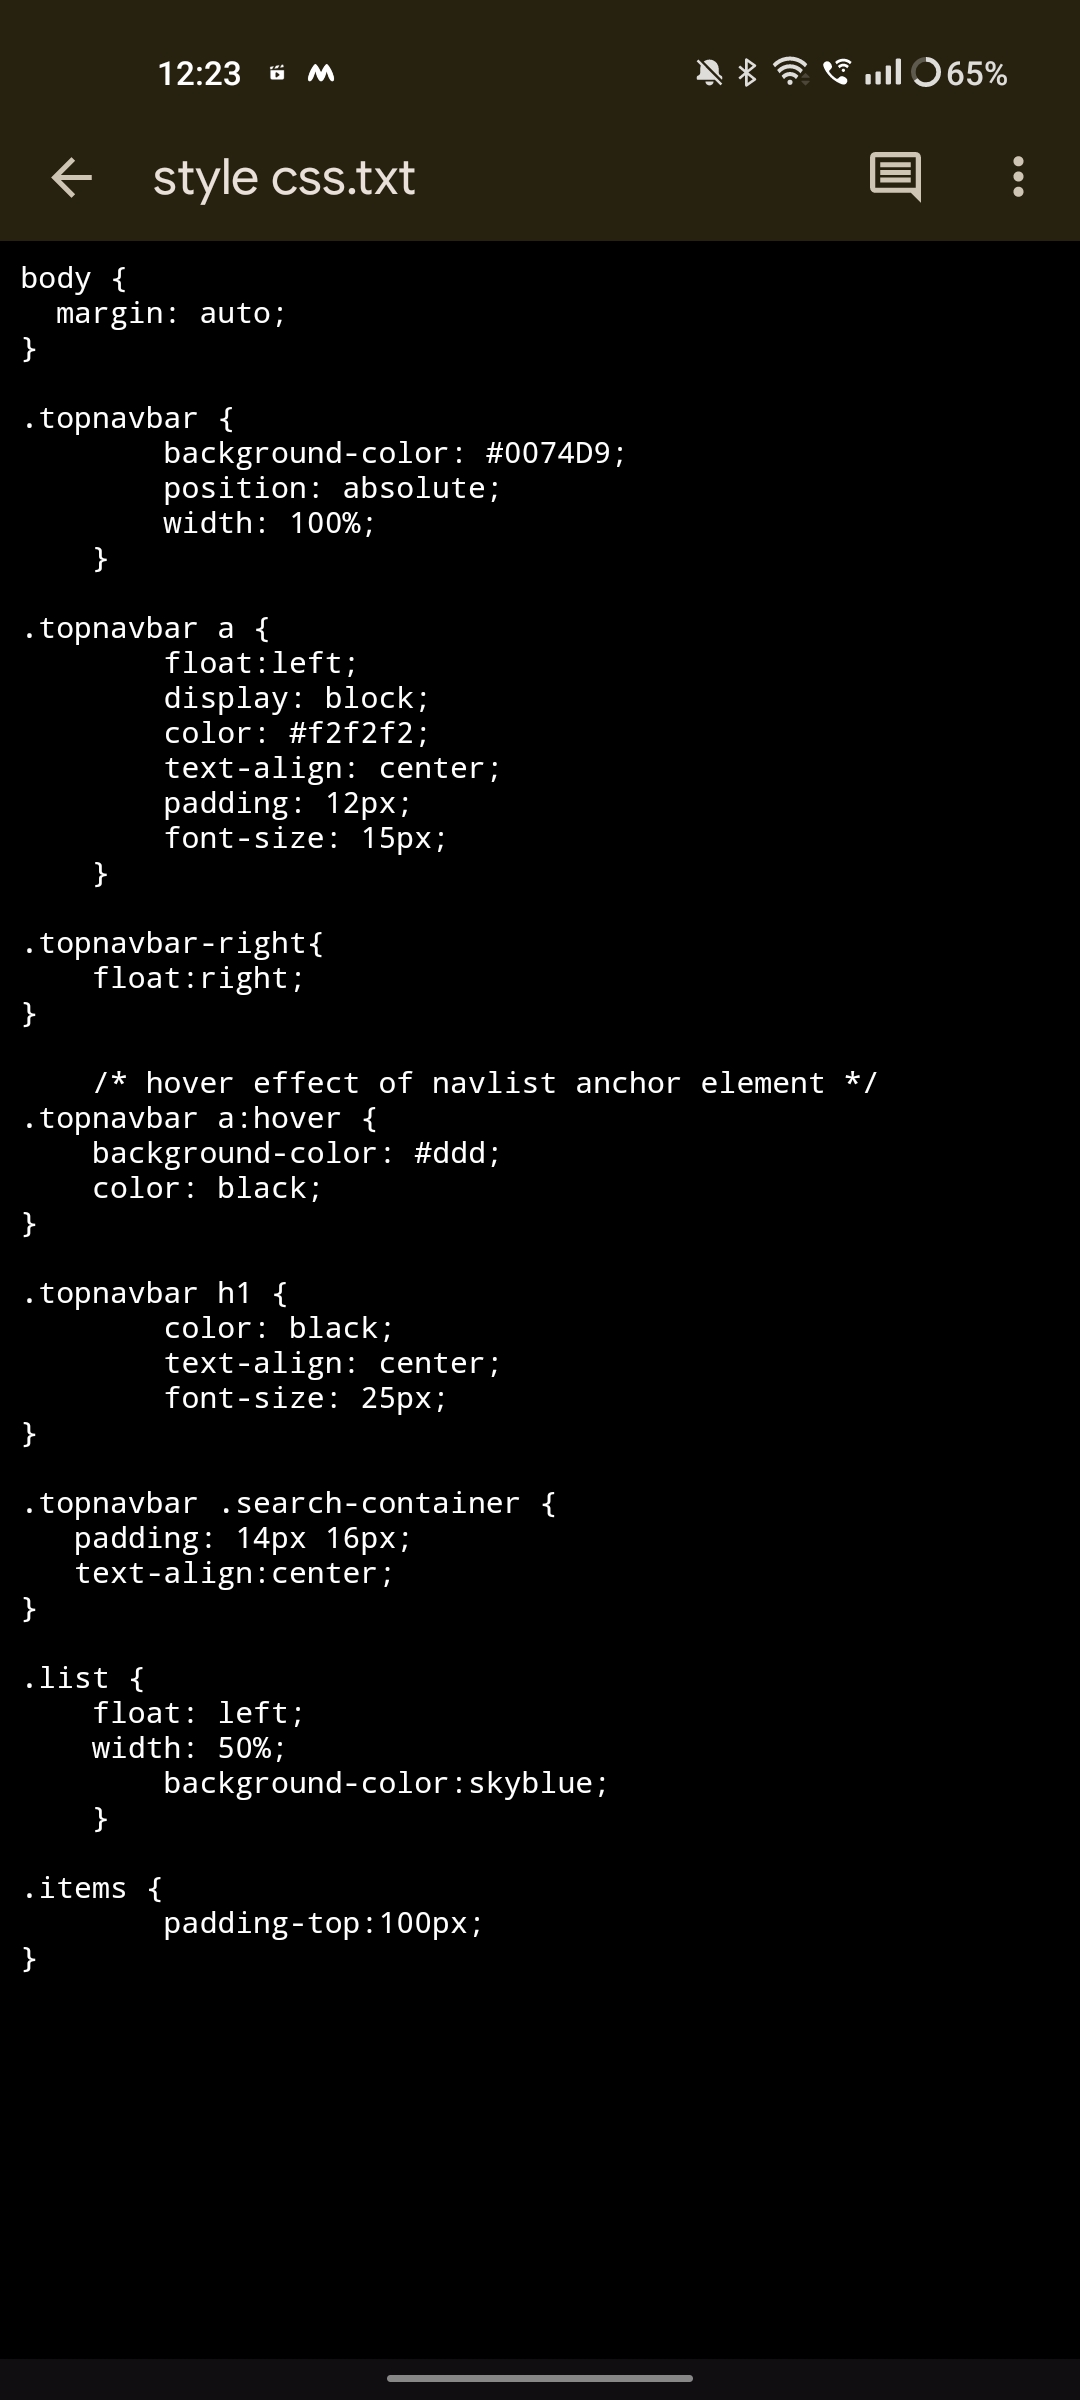 12:23
65%
style css.txt
body {
  margin: auto;
}

.topnavbar {
        background-color: #0074D9;
        position: absolute;
        width: 100%;
    }

.topnavbar a {
        float:left;
        display: block;
        color: #f2f2f2;
        text-align: center;
        padding: 12px;
        font-size: 15px;
    }

.topnavbar-right{
    float:right;
}

    /* hover effect of navlist anchor element */
.topnavbar a:hover {
    background-color: #ddd;
    color: black;
}

.topnavbar h1 {
        color: black;
        text-align: center;
        font-size: 25px;
}

.topnavbar .search-container {
   padding: 14px 16px;
   text-align:center;
}

.list {
    float: left;
    width: 50%;
        background-color:skyblue;
    }

.items {
        padding-top:100px;
}